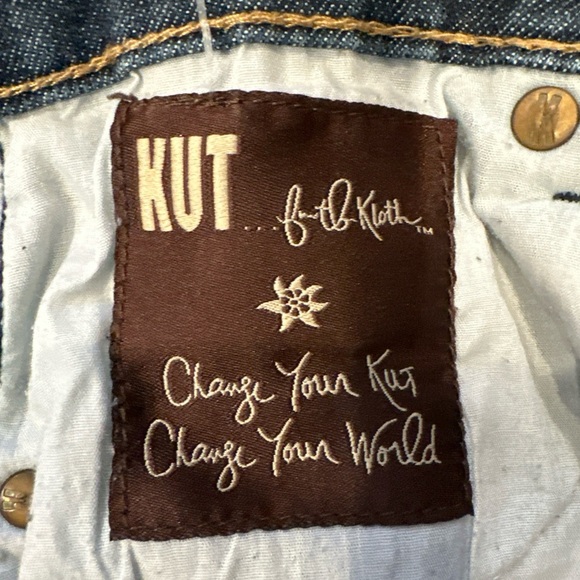 KUT ...from the Kloth™
Change Your KUT
Change Your World